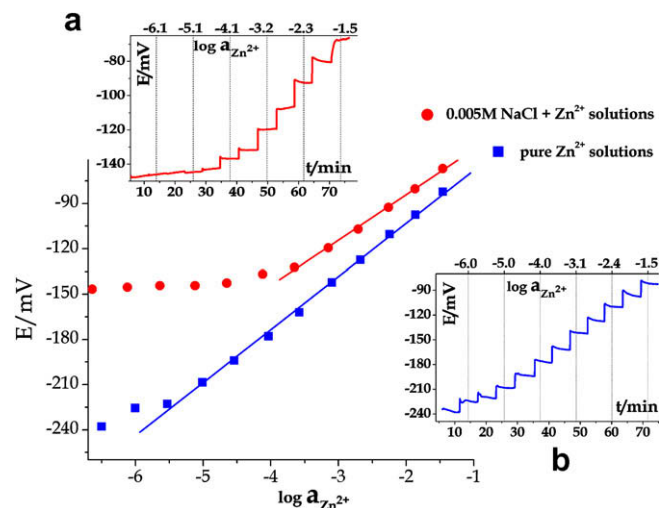 a
-6.1 -5.1 -4.1 -3.2 -2.3 -1.5
log a Zn2+
E/mV
-60
-80
-100
-120
-140
t/min
10 20 30 40 50 60 70
0.005M NaCl + Zn2+ solutions
pure Zn2+ solutions
E/mV
-90
-120
-150
-180
-210
-240
-6 -5 -4 -3 -2 -1
log a Zn2+
-6.0 -5.0 -4.0 -3.1 -2.4 -1.5
log a Zn2+
E/mV
-90
-120
-150
-180
-210
-240
t/min
10 20 30 40 50 60 70
b